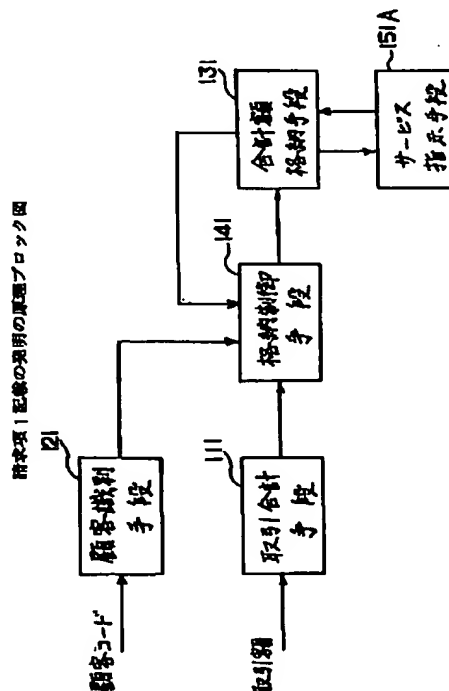 請求項1記載の発明の原理ブロック図
顧客コード
121
顧客識別
手段
取引額
111
取引合計
手段
141
格納制御
手段
131
合計額
格納手段
151A
サービス
指示手段